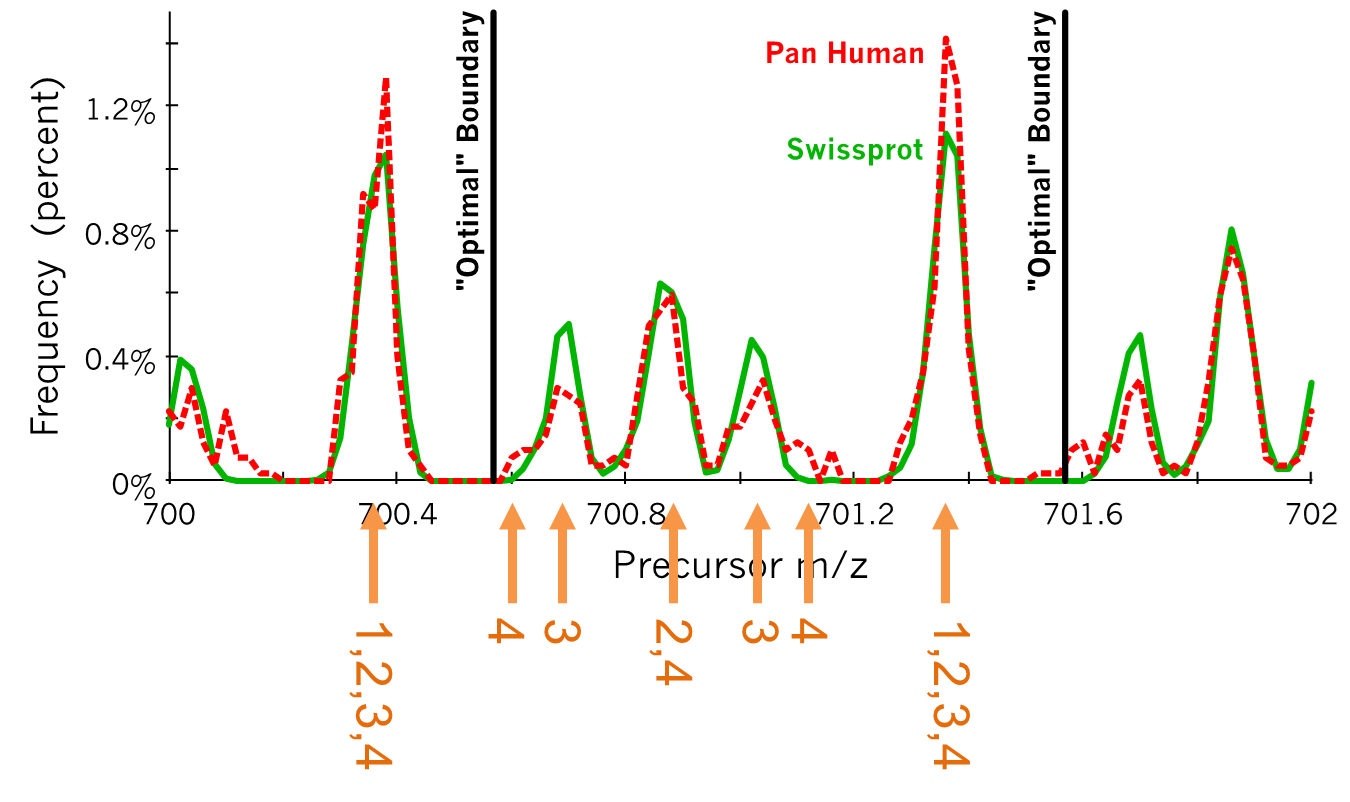 Frequency (percent)
1.2%
0.8%
0.4%
0%
"Optimal" Boundary
Pan Human
Swissprot
"Optimal" Boundary
700
700.4
700.8
701.2
701.6
702
Precursor m/z
1,2,3,4
4
3
2,4
3
4
1,2,3,4